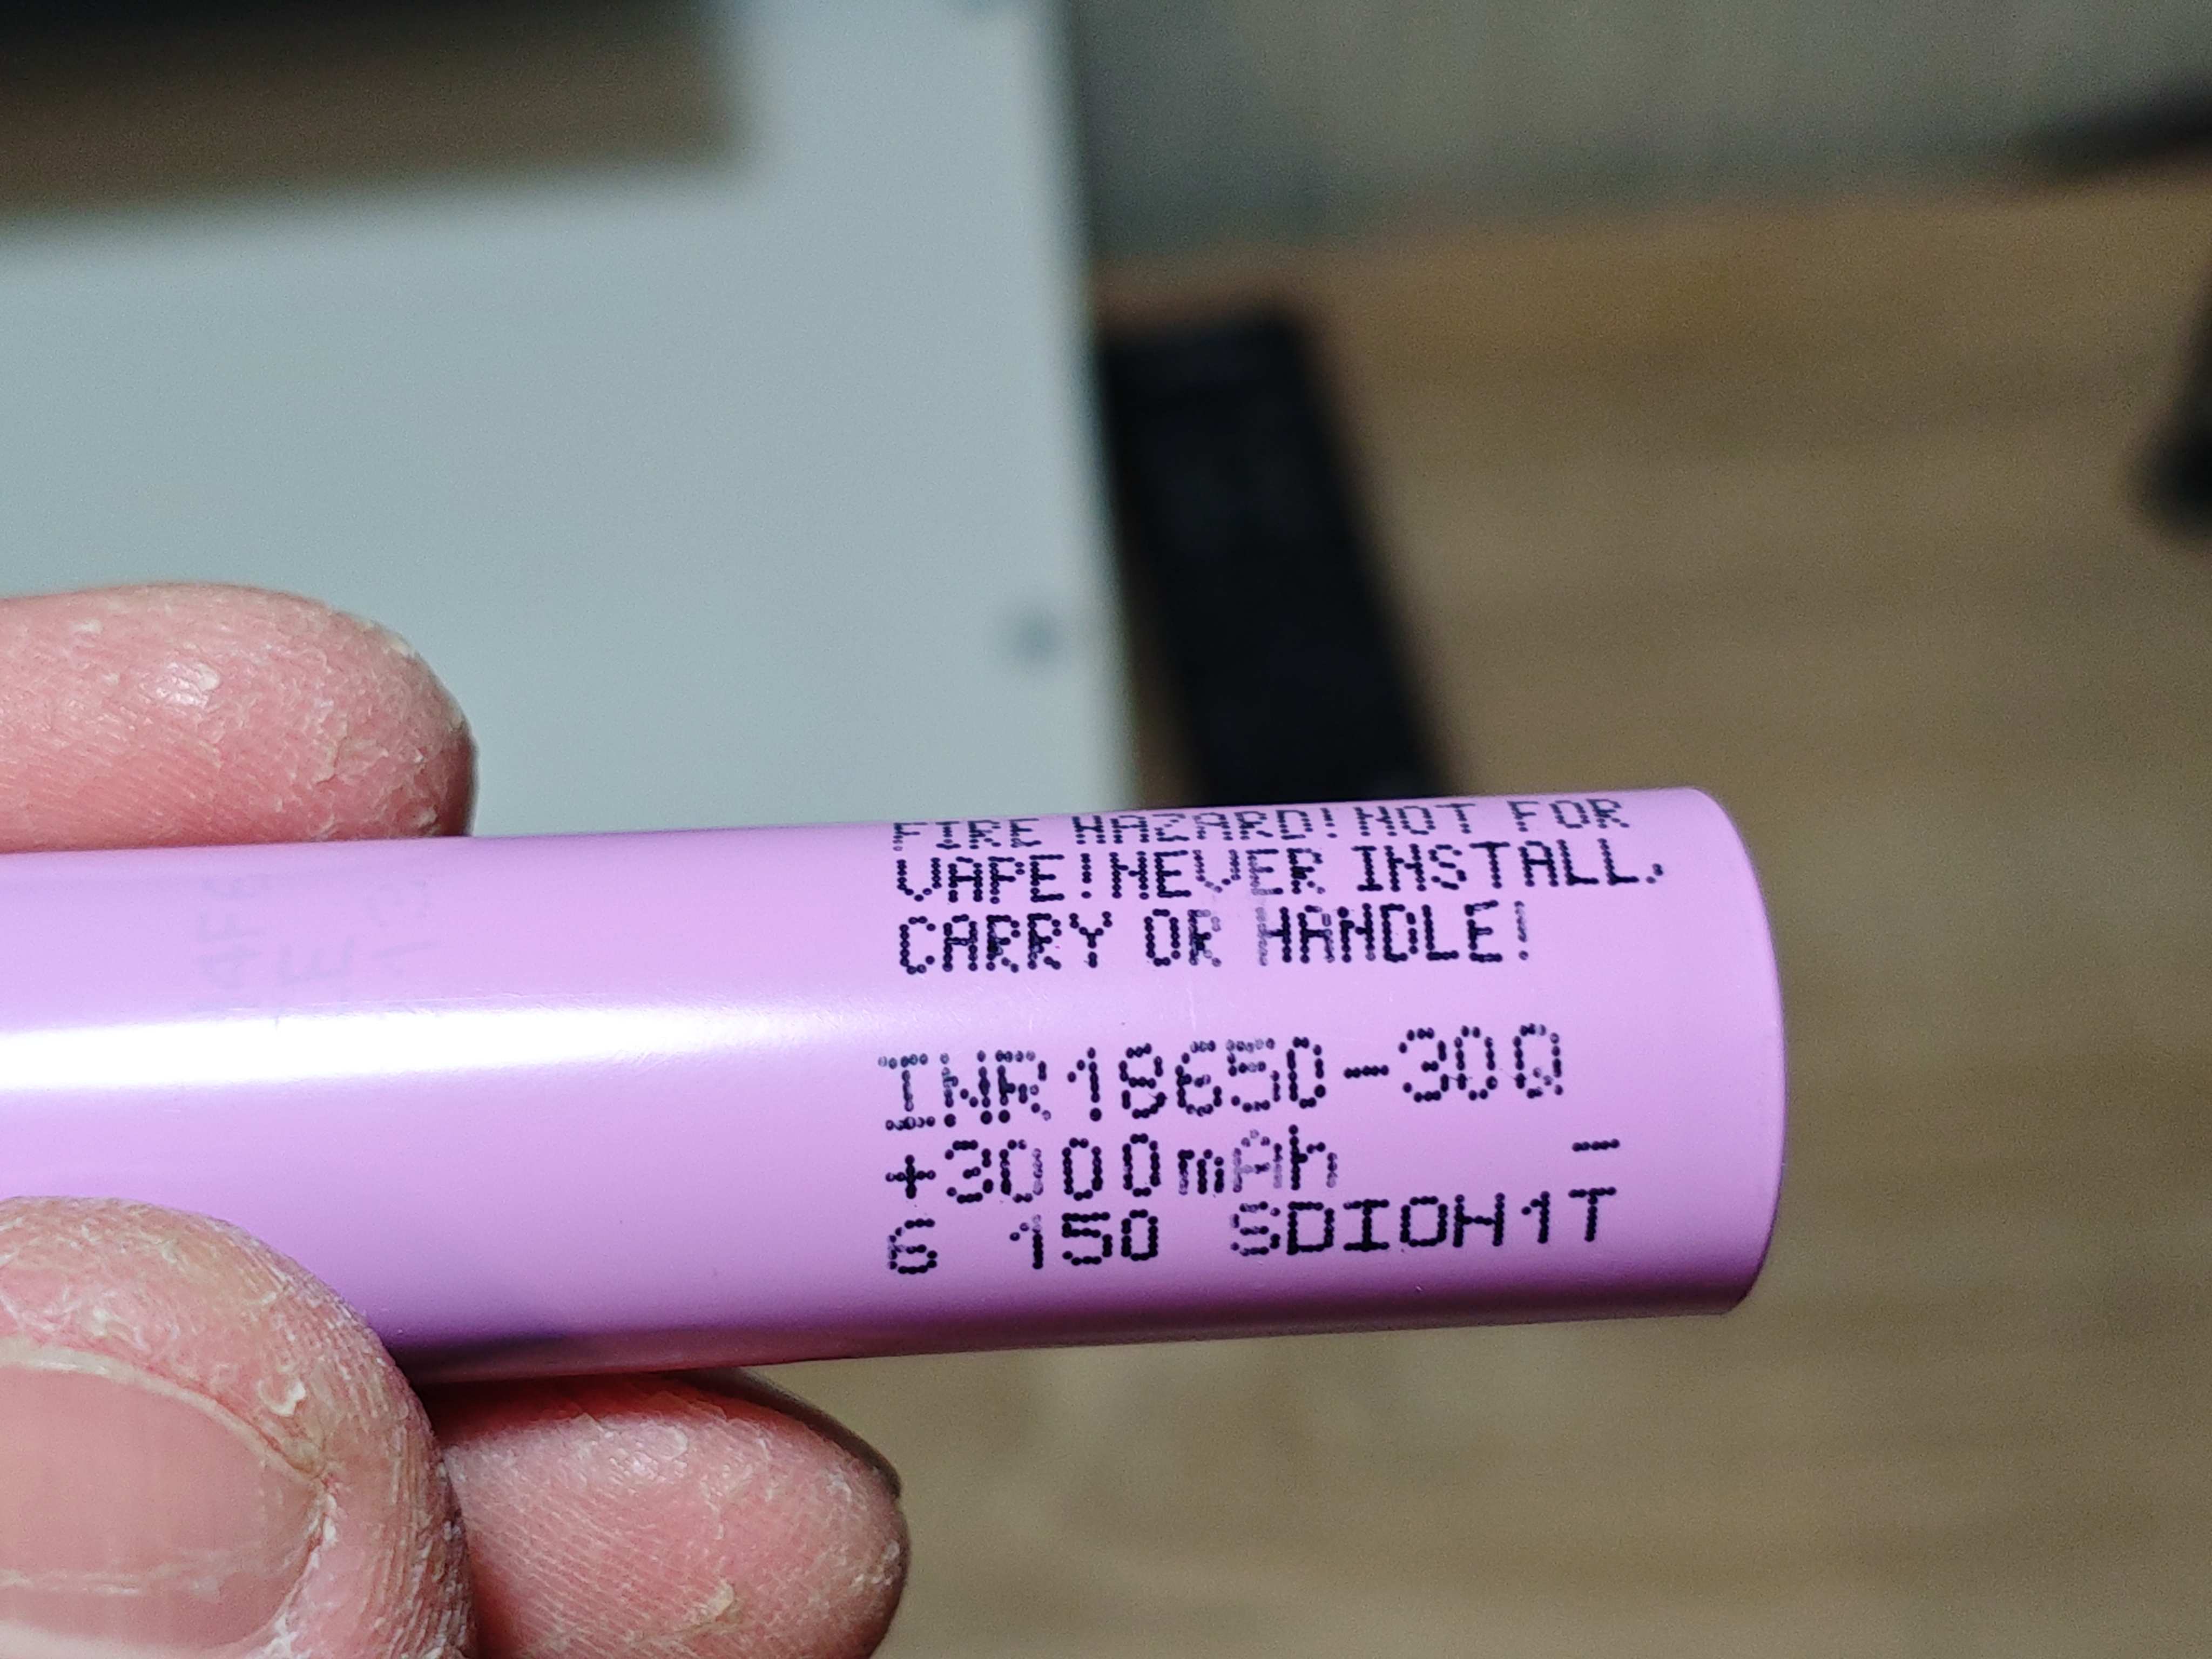 FIRE HAZARD! NOT FOR
VAPE! NEVER INSTALL,
CARRY OR HANDLE!
INR18650-30Q
+3000mAh -
6 150 SDIOH1T